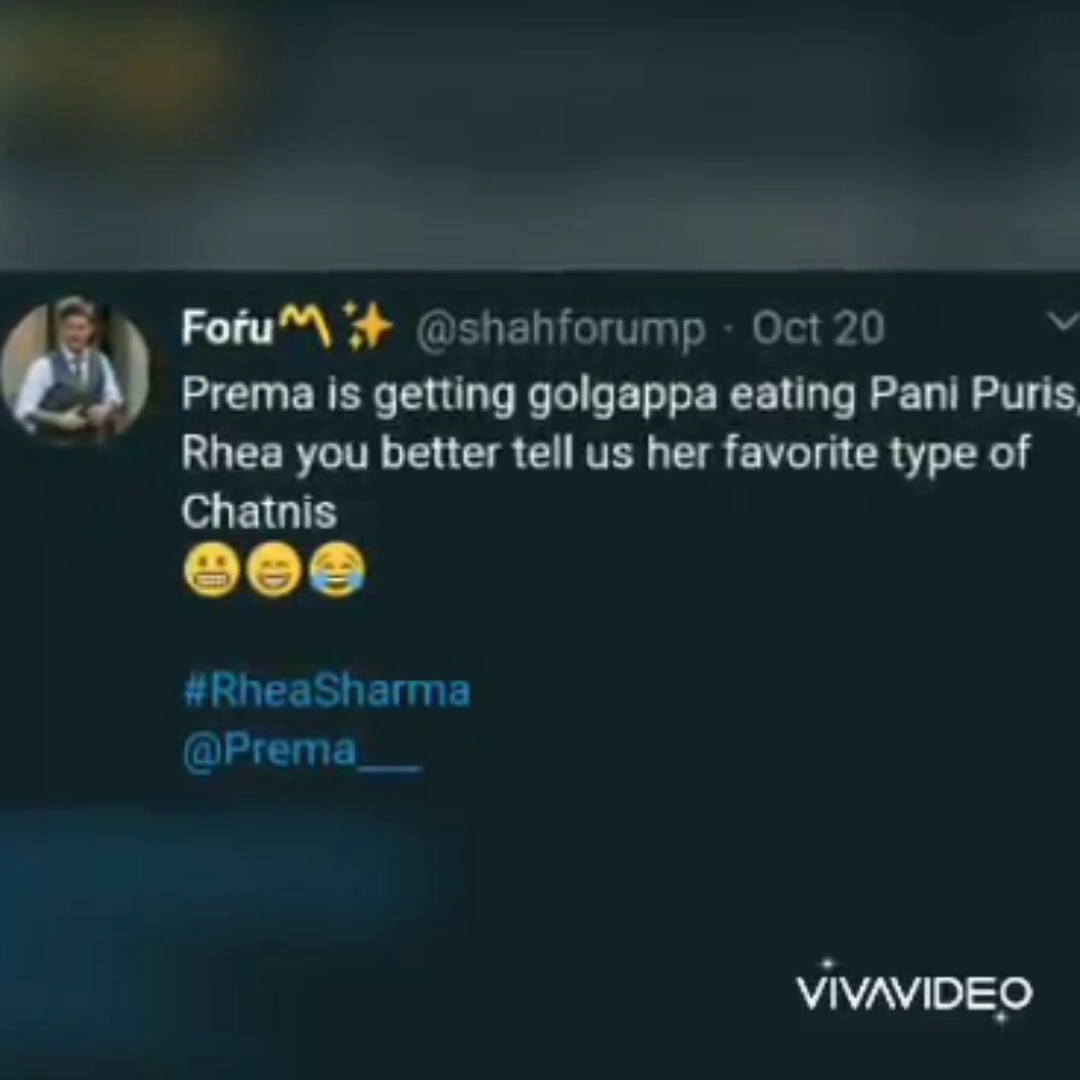 Foŕu〽️✨ @shahforump · Oct 20
Prema is getting golgappa eating Pani Puris,
Rhea you better tell us her favorite type of
Chatnis
😬😁😂
#RheaSharma
@Prema___
VIVAVIDEO